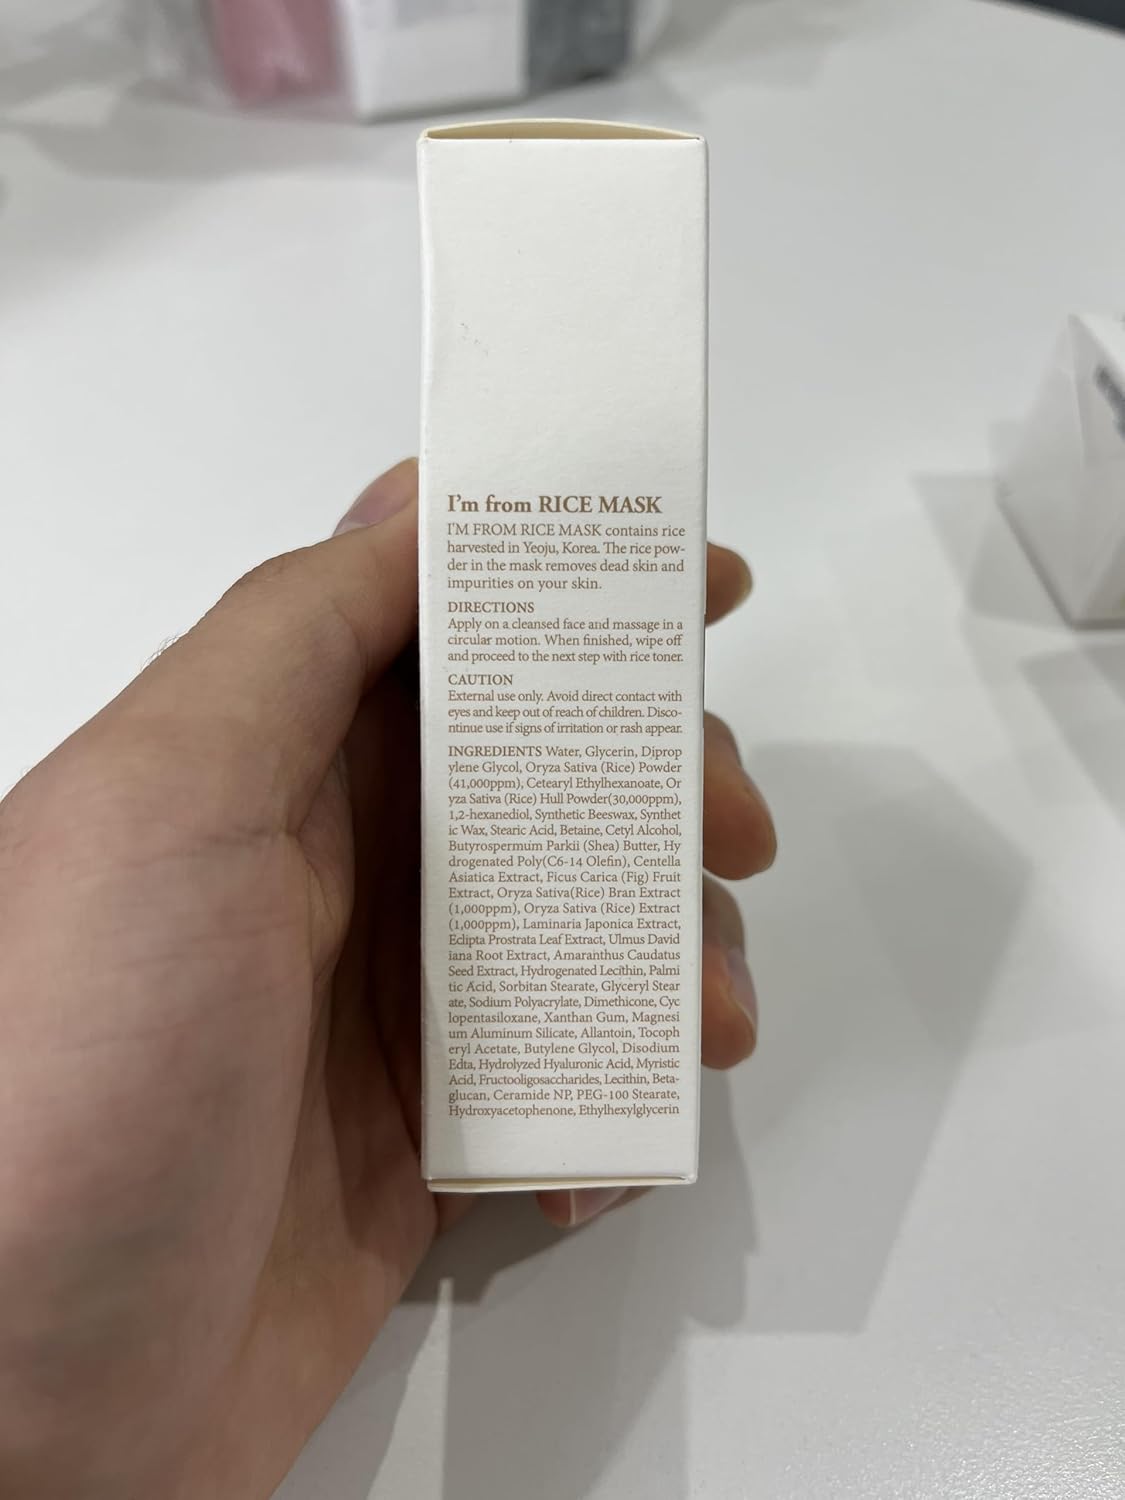 I'm from RICE MASK
I'M FROM RICE MASK contains rice
harvested in Yeoju, Korea. The rice pow-
der in the mask removes dead skin and
impurities on your skin.
DIRECTIONS
Apply on a cleansed face and massage in a
circular motion. When finished, wipe off
and proceed to the next step with rice toner.
CAUTION
External use only. Avoid direct contact with
eyes and keep out of reach of children. Disco-
ntinue use if signs of irritation or rash appear.
INGREDIENTS Water, Glycerin, Diprop
ylene Glycol, Oryza Sativa (Rice) Powder
(41,000ppm), Cetearyl Ethylhexanoate, Or
yza Sativa (Rice) Hull Powder(30,000ppm),
1,2-hexanediol, Synthetic Beeswax, Synthet
ic Wax, Stearic Acid, Betaine, Cetyl Alcohol,
Butyrospermum Parkii (Shea) Butter, Hy
drogenated Poly(C6-14 Olefin), Centella
Asiatica Extract, Ficus Carica (Fig) Fruit
Extract, Oryza Sativa(Rice) Bran Extract
(1,000ppm), Oryza Sativa (Rice) Extract
(1,000ppm), Laminaria Japonica Extract,
Eclipta Prostrata Leaf Extract, Ulmus David
iana Root Extract, Amaranthus Caudatus
Seed Extract, Hydrogenated Lecithin, Palmi
tic Acid, Sorbitan Stearate, Glyceryl Stear
ate, Sodium Polyacrylate, Dimethicone, Cyc
lopentasiloxane, Xanthan Gum, Magnesi
um Aluminum Silicate, Allantoin, Tocoph
eryl Acetate, Butylene Glycol, Disodium
Edta, Hydrolyzed Hyaluronic Acid, Myristic
Acid, Fructooligosaccharides, Lecithin, Beta-
glucan, Ceramide NP, PEG-100 Stearate,
Hydroxyacetophenone, Ethylhexylglycerin